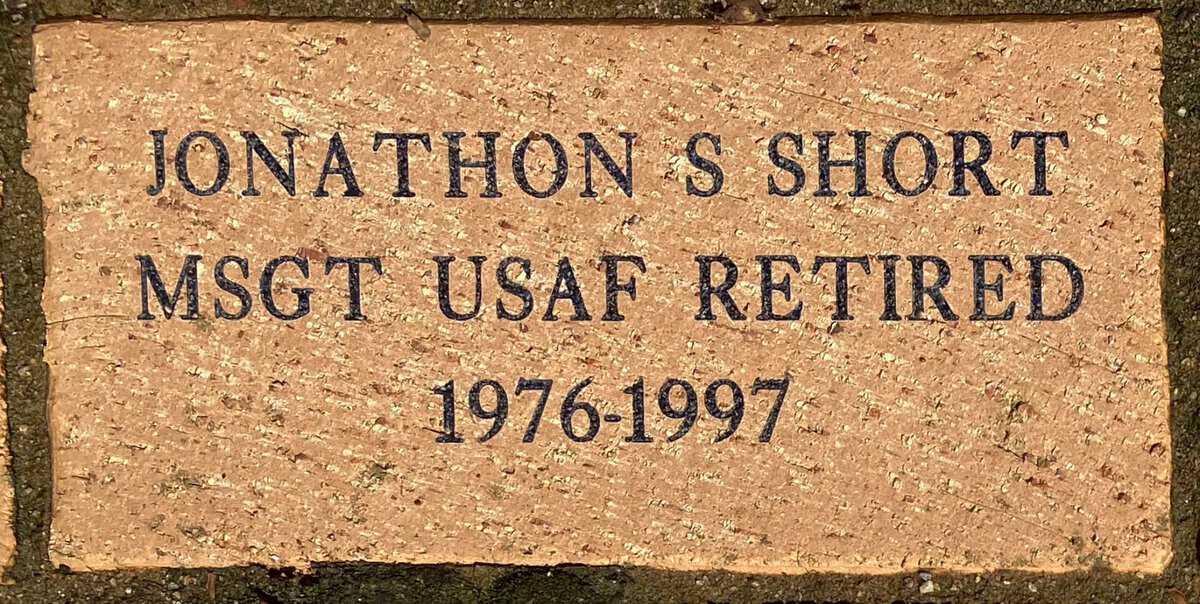 JONATHON S SHORT
MSGT USAF RETIRED
1976-1997